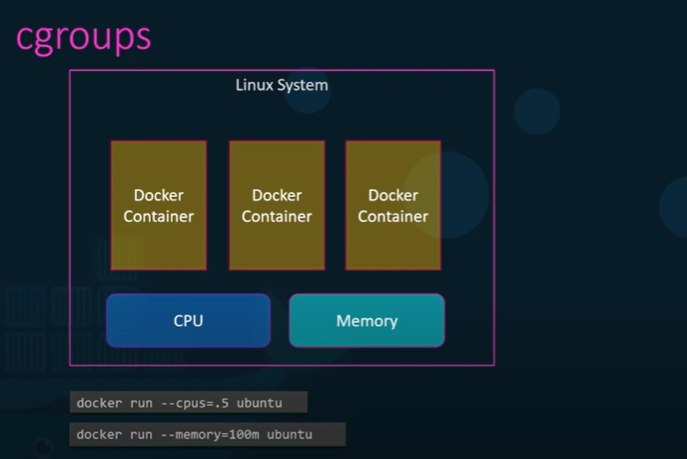 cgroups
Linux System
Docker
Container
Docker
Container
Docker
Container
CPU
Memory
docker run --cpus=.5 ubuntu
docker run --memory=100m ubuntu